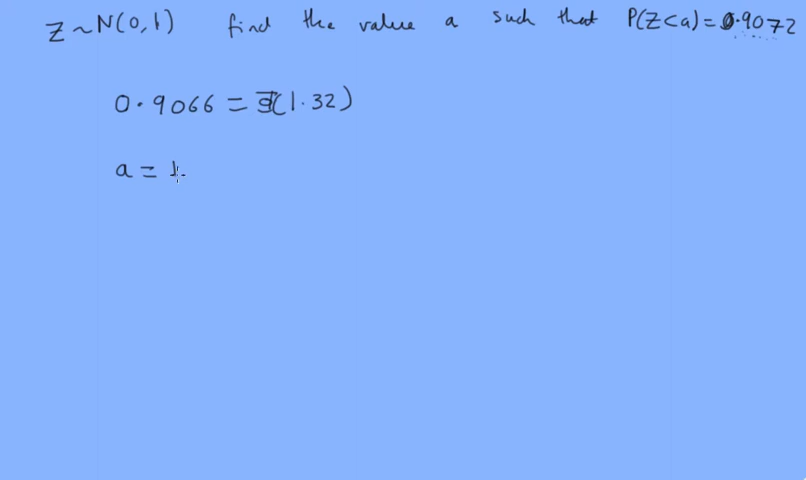 Z ~ N(0,1) find the value a such that P(Z<a) = 0.9072
0.9066 = Φ(1.32)
a = 1.